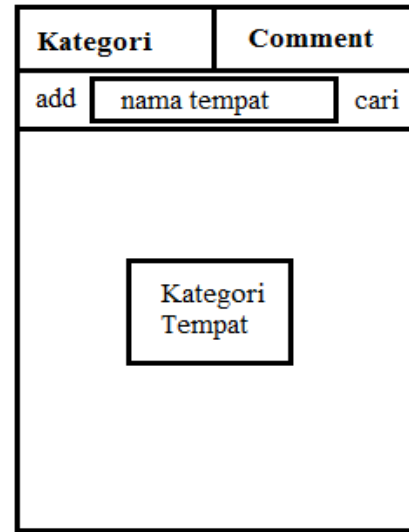 Kategori Comment
add nama tempat cari
Kategori
Tempat